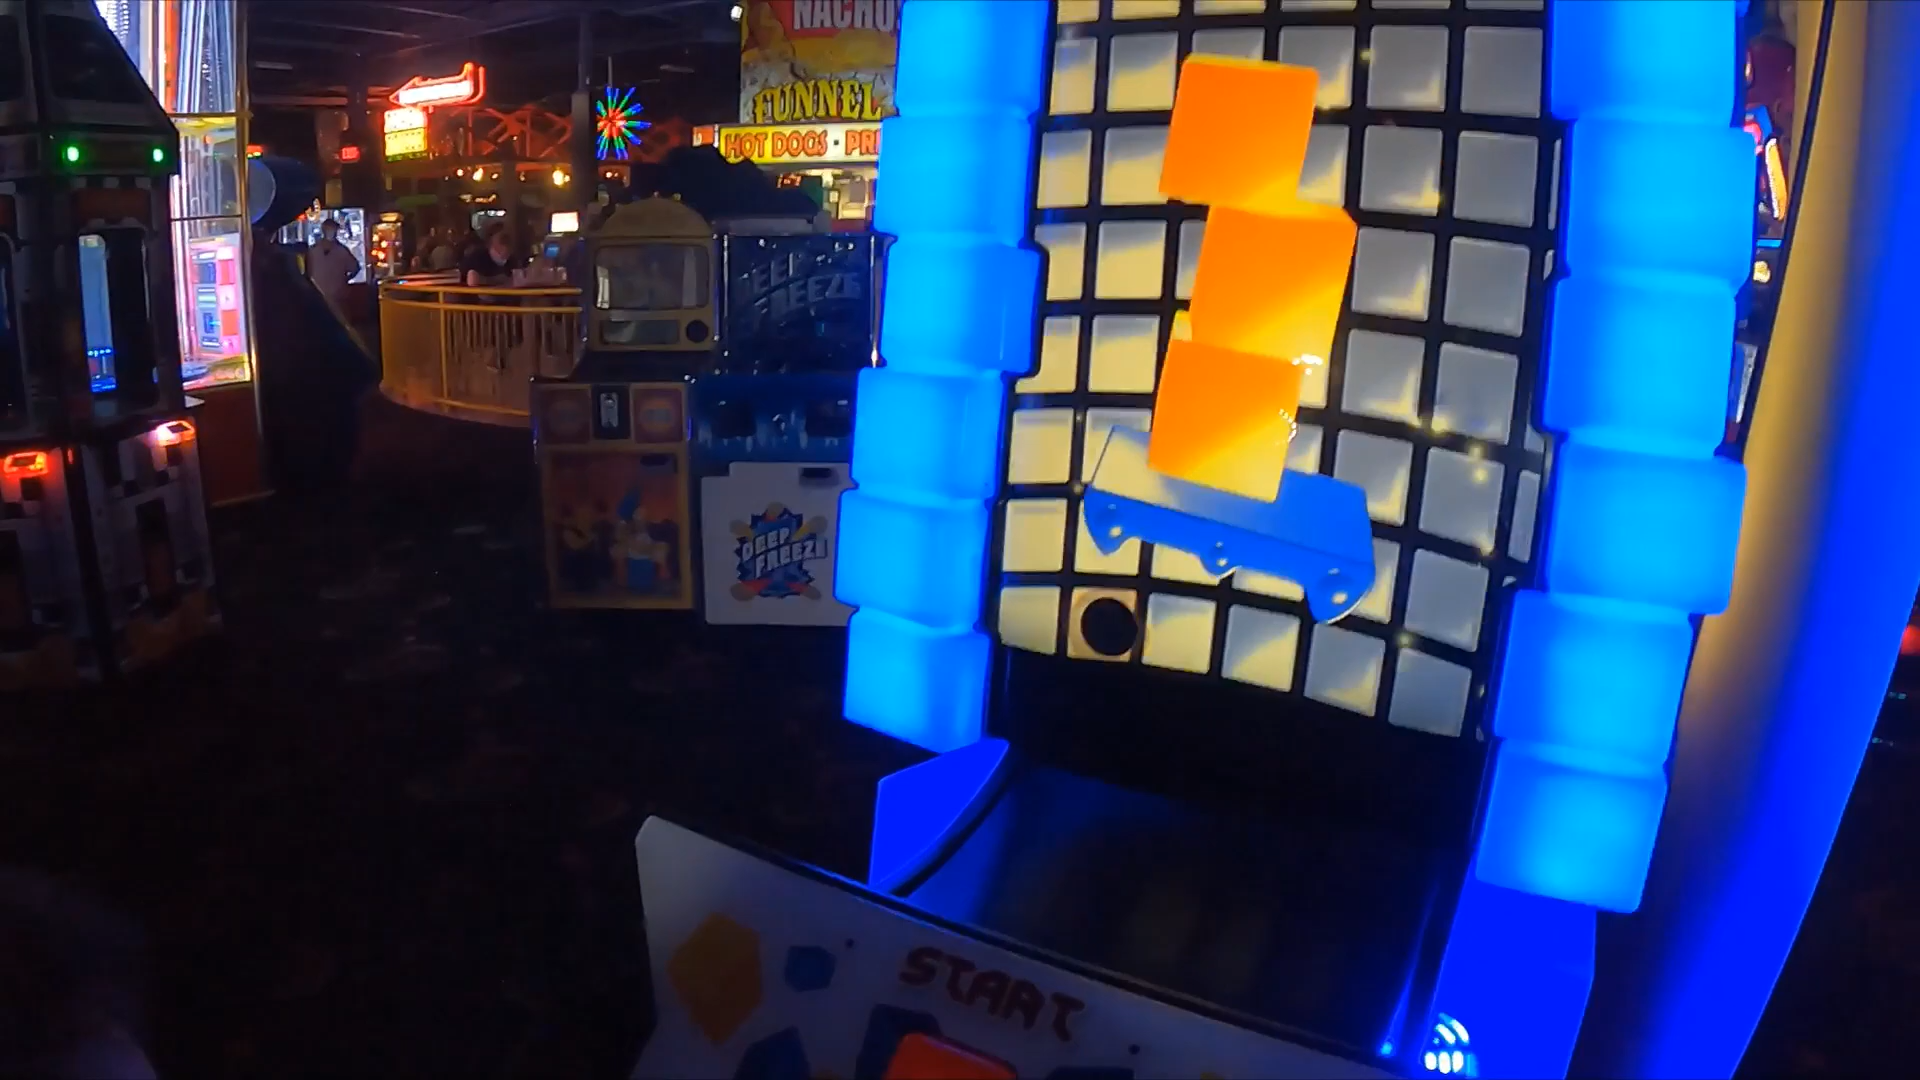 NACHO
FUNNEL
HOT DOGS · PR
DEEP
FREEZE
DEEP
FREEZE
START